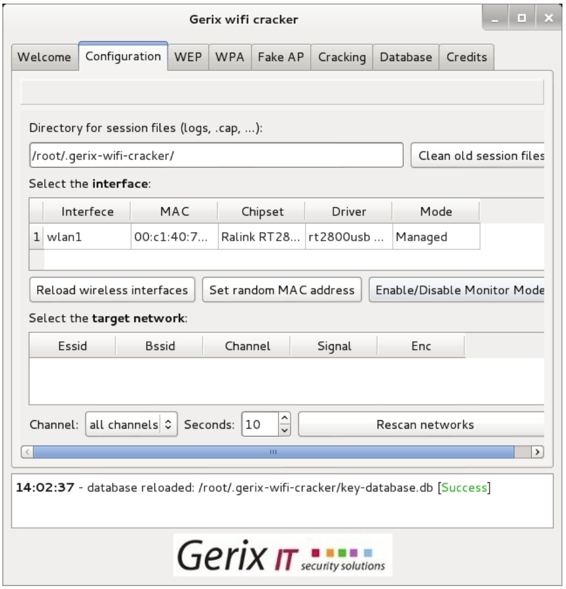 Gerix wifi cracker
Welcome Configuration WEP WPA Fake AP Cracking Database Credits
Directory for session files (logs, .cap, ...):
/root/.gerix-wifi-cracker/ Clean old session files
Select the interface:
Interfece MAC Chipset Driver Mode
1 wlan1 00:c1:40:7... Ralink RT28... rt2800usb ... Managed
Reload wireless interfaces Set random MAC address Enable/Disable Monitor Mode
Select the target network:
Essid Bssid Channel Signal Enc
Channel: all channels Seconds: 10 Rescan networks
14:02:37 - database reloaded: /root/.gerix-wifi-cracker/key-database.db [Success]
Gerix IT security solutions